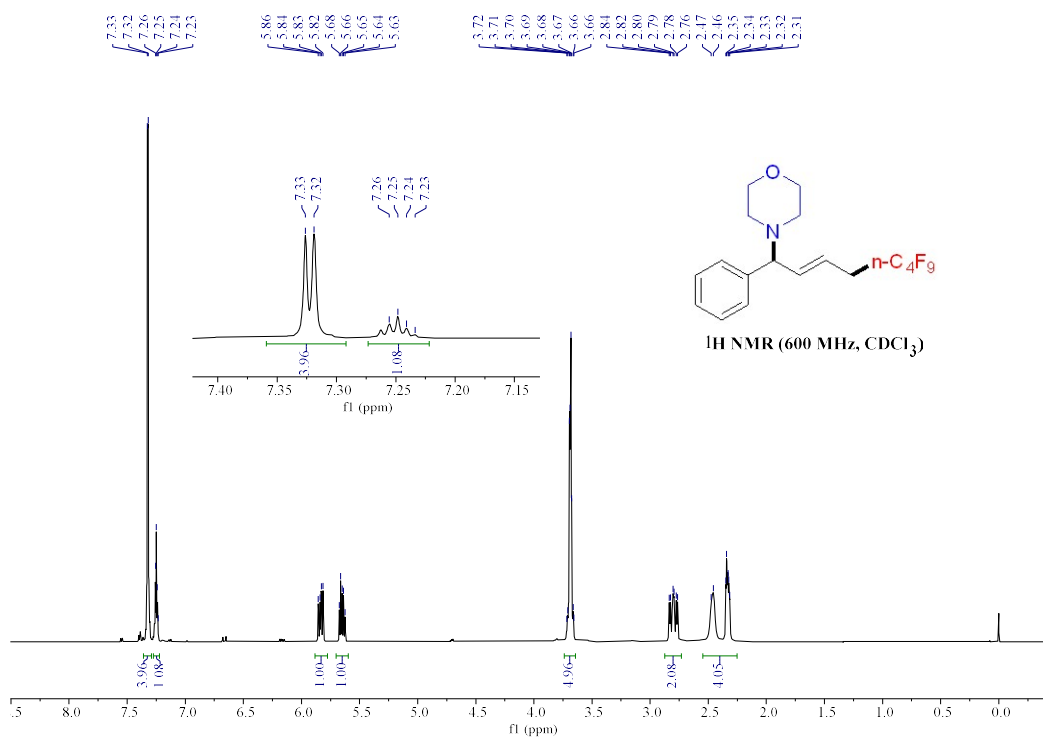 7.33 7.32 7.26 7.25 7.24 7.23 5.86 5.84 5.83 5.82 5.68 5.66 5.65 5.64 5.63 3.72 3.71 3.70 3.69 3.68 3.67 3.66 3.66 2.84 2.82 2.80 2.79 2.78 2.76 2.47 2.46 2.35 2.34 2.33 2.32 2.31
7.33 7.32 7.26 7.25 7.24 7.23
3.96 1.08
7.40 7.35 7.30 7.25 7.20 7.15
f1 (ppm)
O
N
n-C4F9
1H NMR (600 MHz, CDCl3)
3.96 1.08 1.00 1.00 4.96 2.08 4.05
.5 8.0 7.5 7.0 6.5 6.0 5.5 5.0 4.5 4.0 3.5 3.0 2.5 2.0 1.5 1.0 0.5 0.0
f1 (ppm)